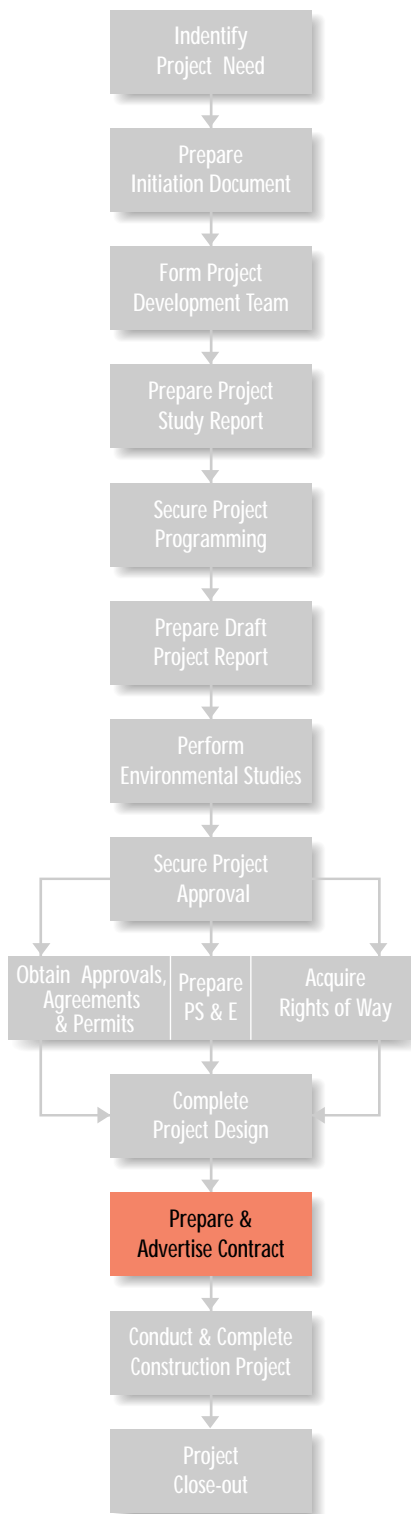 Indentify
Project Need
Prepare
Initiation Document
Form Project
Development Team
Prepare Project
Study Report
Secure Project
Programming
Prepare Draft
Project Report
Perform
Environmental Studies
Secure Project
Approval
Obtain Approvals,
Agreements
& Permits
Prepare
PS & E
Acquire
Rights of Way
Complete
Project Design
Prepare &
Advertise Contract
Conduct & Complete
Construction Project
Project
Close-out